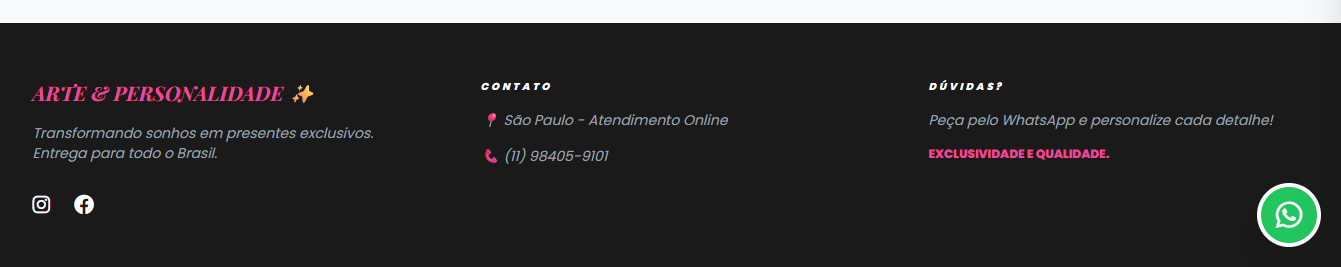 ARTE & PERSONALIDADE ✨
Transformando sonhos em presentes exclusivos.
Entrega para todo o Brasil.
CONTATO
📍 São Paulo - Atendimento Online
📞 (11) 98405-9101
DÚVIDAS?
Peça pelo WhatsApp e personalize cada detalhe!
EXCLUSIVIDADE E QUALIDADE.